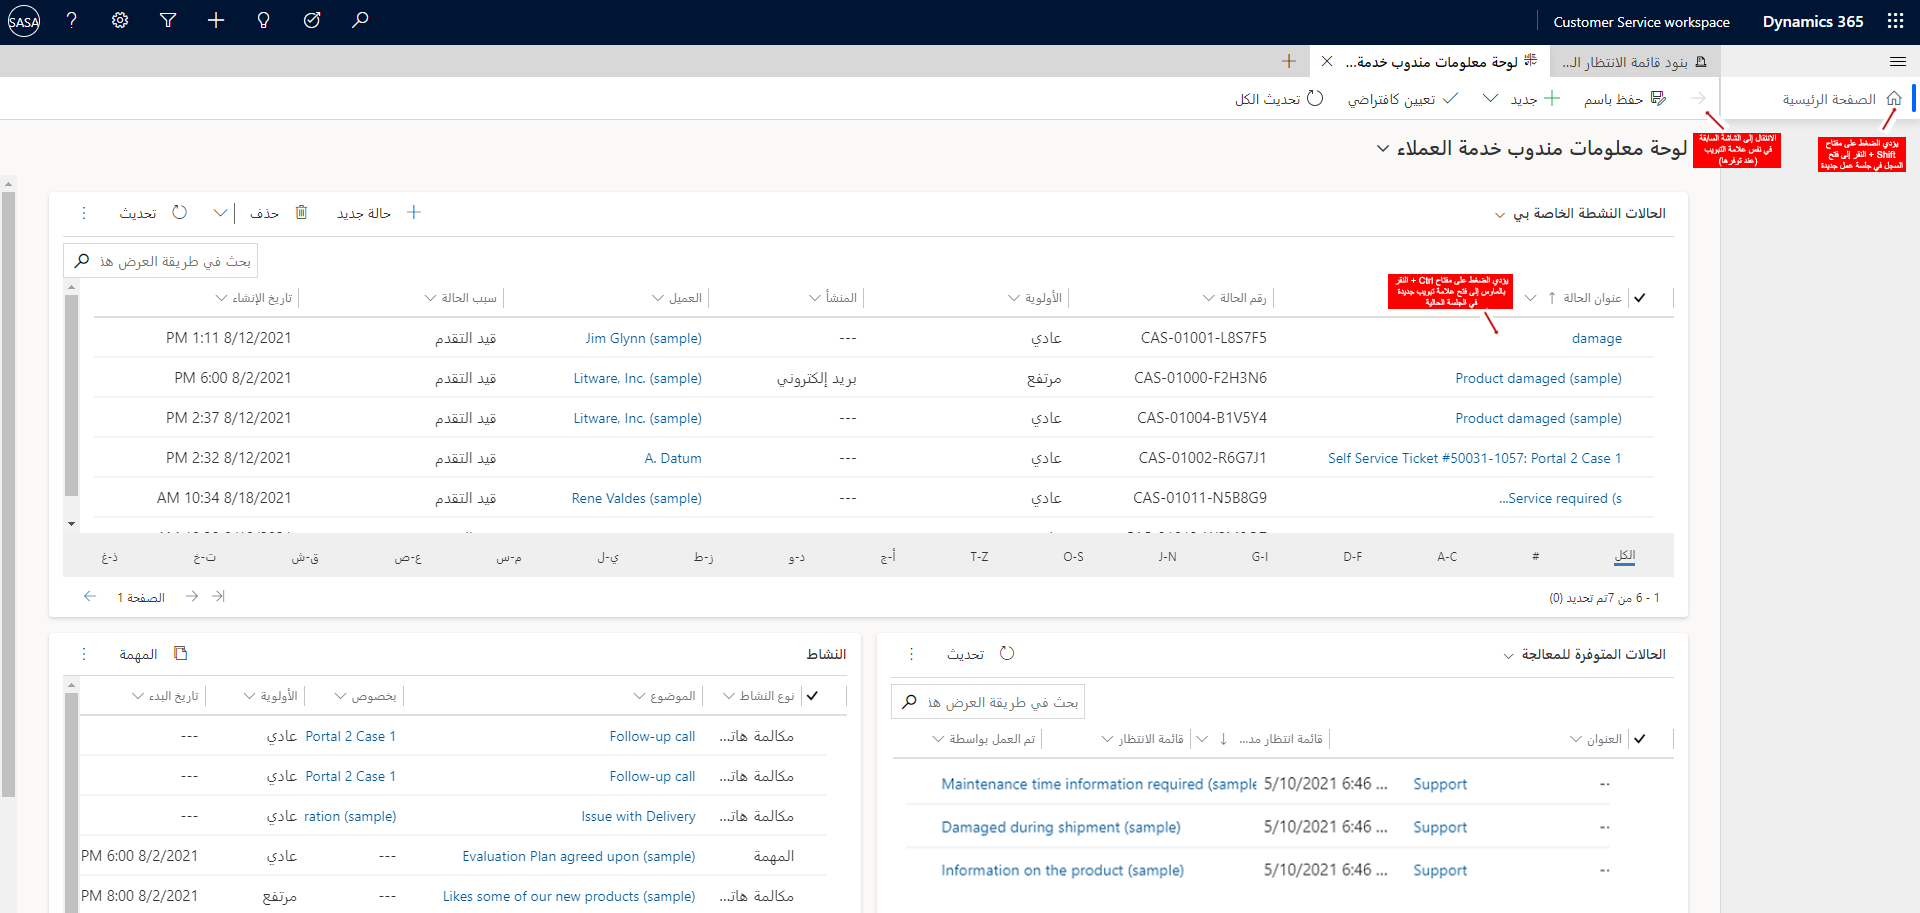 Dynamics 365
Customer Service workspace
SASA
بنود قائمة الانتظار الـ...
لوحة معلومات مندوب خدمة...
الصفحة الرئيسية
حفظ باسم
جديد
تعيين كافتراضي
تحديث الكل
يؤدي الضغط على مفتاح
Shift + النقر إلى فتح
السجل في جلسة عمل جديدة
الانتقال إلى الشاشة السابقة
في نفس علامة التبويب
(عند توفرها)
لوحة معلومات مندوب خدمة العملاء
الحالات النشطة الخاصة بي
حالة جديد
حذف
تحديث
بحث في طريقة العرض هذ
يؤدي الضغط على مفتاح Ctrl + النقر
بالماوس إلى فتح علامة تبويب جديدة
في الجلسة الحالية
عنوان الحالة رقم الحالة الأولوية المنشأ العميل سبب الحالة تاريخ الإنشاء
damage CAS-01001-L8S7F5 عادي --- Jim Glynn (sample) قيد التقدم 8/12/2021 1:11 PM
Product damaged (sample) CAS-01000-F2H3N6 مرتفع بريد إلكتروني Litware, Inc. (sample) قيد التقدم 8/2/2021 6:00 PM
Product damaged (sample) CAS-01004-B1V5Y4 عادي --- Litware, Inc. (sample) قيد التقدم 8/12/2021 2:37 PM
Self Service Ticket #50031-1057: Portal 2 Case 1 CAS-01002-R6G7J1 عادي --- A. Datum قيد التقدم 8/12/2021 2:32 PM
Service required (s... CAS-01011-N5B8G9 عادي --- Rene Valdes (sample) قيد التقدم 8/18/2021 10:34 AM
الكل # A-C D-F G-I J-N O-S T-Z أ-ج د-و ز-ط ي-ل م-س ع-ص ق-ش ت-خ ذ-غ
1 - 6 من 7تم تحديد (0)
الصفحة 1
الحالات المتوفرة للمعالجة
تحديث
بحث في طريقة العرض هذ
العنوان قائمة انتظار مد... قائمة الانتظار تم العمل بواسطة
-- Support 5/10/2021 6:46 ... Maintenance time information required (sample
-- Support 5/10/2021 6:46 ... Damaged during shipment (sample)
-- Support 5/10/2021 6:46 ... Information on the product (sample)
النشاط
المهمة
نوع النشاط الموضوع بخصوص الأولوية تاريخ البدء
مكالمة هات... Follow-up call Portal 2 Case 1 عادي ---
مكالمة هات... Follow-up call Portal 2 Case 1 عادي ---
مكالمة هات... Issue with Delivery ration (sample) عادي ---
المهمة Evaluation Plan agreed upon (sample) --- عادي 8/2/2021 6:00 PM
مكالمة هات... Likes some of our new products (sample) --- مرتفع 8/2/2021 8:00 PM